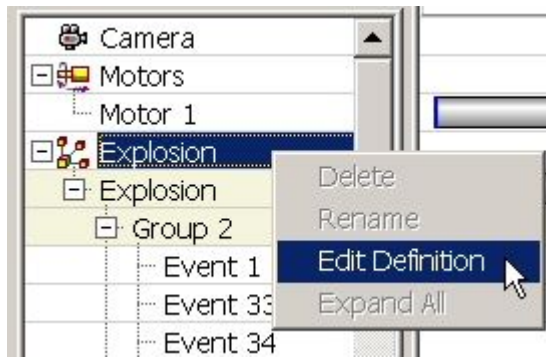 Camera
Motors
Motor 1
Explosion
Explosion
Group 2
Event 1
Event 33
Event 34
Delete
Rename
Edit Definition
Expand All